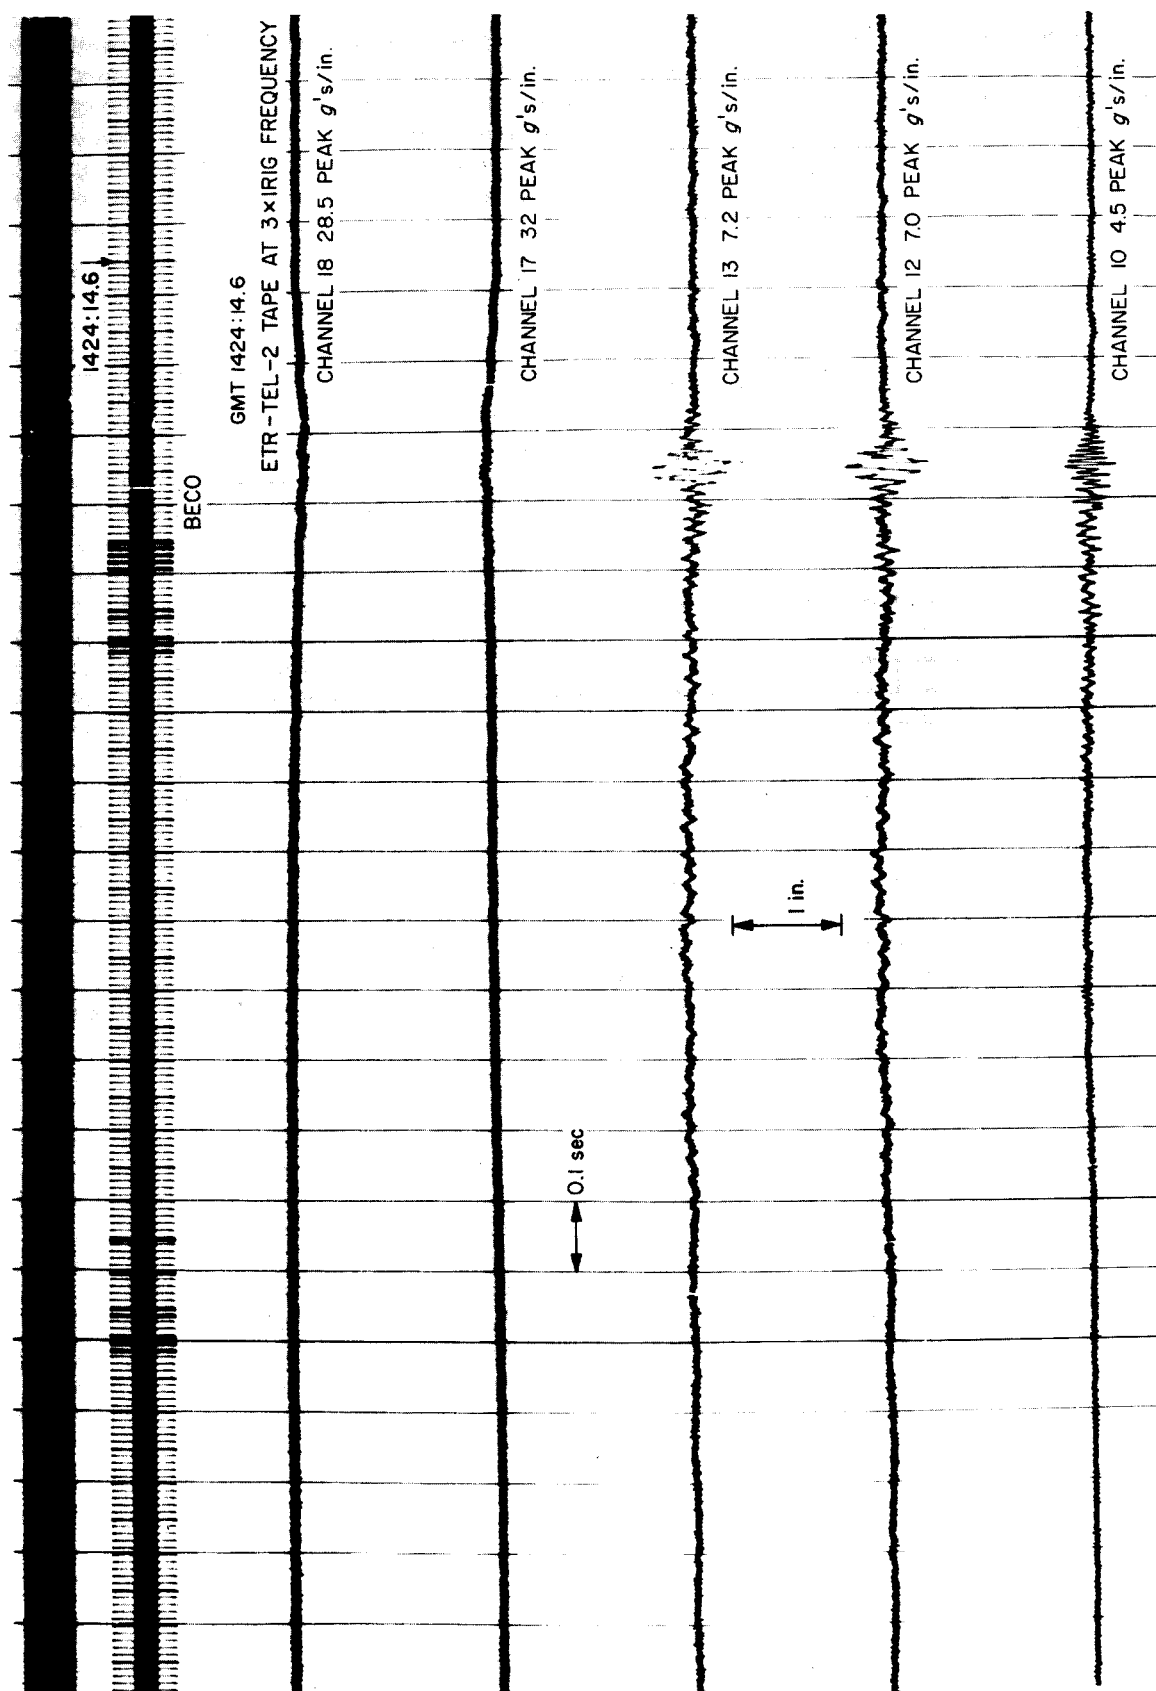 1424:14.6
BECO
GMT 1424:14.6
ETR-TEL-2 TAPE AT 3×IRIG FREQUENCY
CHANNEL 18 28.5 PEAK g's/in.
CHANNEL 17 32 PEAK g's/in.
0.1 sec
CHANNEL 13 7.2 PEAK g's/in.
1 in.
CHANNEL 12 7.0 PEAK g's/in.
CHANNEL 10 4.5 PEAK g's/in.